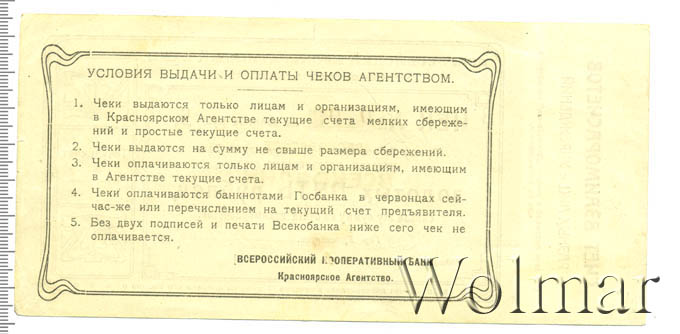 УСЛОВИЯ ВЫДАЧИ И ОПЛАТЫ ЧЕКОВ АГЕНТСТВОМ.
1. Чеки выдаются только лицам и организациям, имеющим
в Красноярском Агентстве текущие счета мелких сбереже-
ний и простые текущие счета.
2. Чеки выдаются на сумму не свыше размера сбережений.
3. Чеки оплачиваются только лицам и организациям, имеющим
в Агентстве текущие счета.
4. Чеки оплачиваются банкнотами Госбанка в червонцах сей-
час-же или перечислением на текущий счет предъявителя.
5. Без двух подписей и печати Всекобанка ниже сего чек не
оплачивается.
ВСЕРОССИЙСКИЙ КООПЕРАТИВНЫЙ БАНК
Красноярское Агентство.
Wolmar